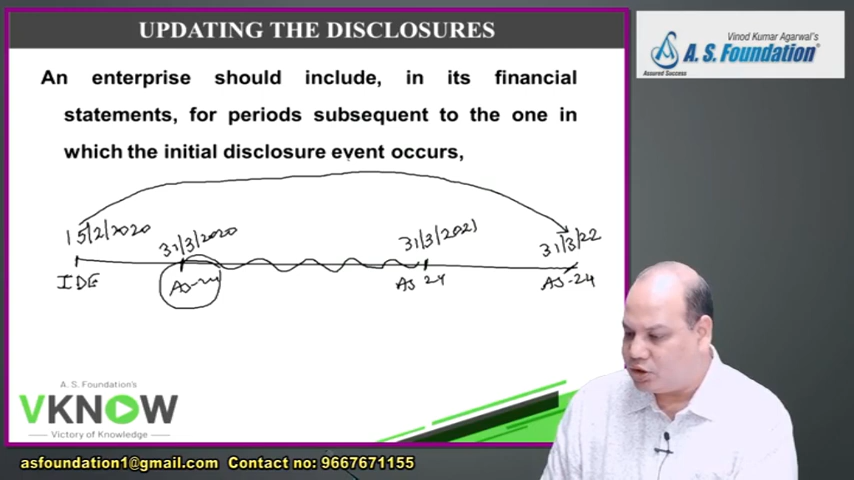 UPDATING THE DISCLOSURES
Vinod Kumar Agarwal's
A. S. Foundation®
Assured Success
An enterprise should include, in its financial
statements, for periods subsequent to the one in
which the initial disclosure event occurs,
15/2/2020 31/3/2020 31/3/2021 31/3/22
IDE AS-24 AS 24 AS-24
A. S. Foundation's
VKNOW
Victory of Knowledge
asfoundation1@gmail.com Contact no: 9667671155